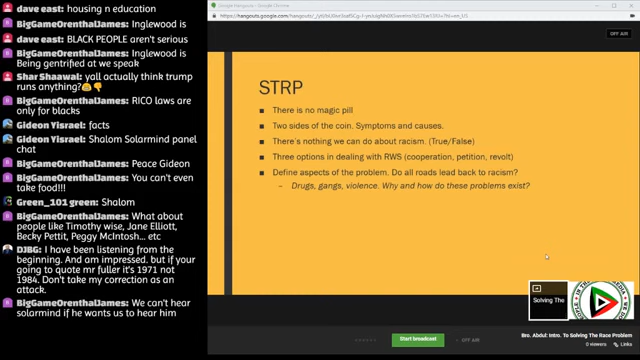 dave east: housing n education
BigGameOrenthalJames: Inglewood is
dave east: BLACK PEOPLE aren't serious
BigGameOrenthalJames: Inglewood is
Being gentrified at we speak
Shar Shaawal: yall actually think trump
runs anything?
BigGameOrenthalJames: RICO laws are
only for blacks
Gideon Yisrael: facts
Gideon Yisrael: Shalom Solarmind panel
chat
BigGameOrenthalJames: Peace Gideon
BigGameOrenthalJames: You can't even
take food!!!
Green_101 green: Shalom
BigGameOrenthalJames: What about
people like Timothy wise, Jane Elliott,
Becky Pettit, Peggy McIntosh... etc
DJBG: I have been listening from the
beginning, And am impressed. but if your
going to quote mr fuller it's 1971 not
1984. Don't take my correction as an
attack.
BigGameOrenthalJames: We can't hear
solarmind if he wants us to hear him
Google Hangouts - Google Chrome
OFF AIR
STRP
There is no magic pill
Two sides of the coin. Symptoms and causes.
There's nothing we can do about racism. (True/False)
Three options in dealing with RWS (cooperation, petition, revolt)
Define aspects of the problem. Do all roads lead back to racism?
– Drugs, gangs, violence. Why and how do these problems exist?
Solving The
Start broadcast
OFF AIR
Bro. Abdul: Intro. To Solving The Race Problem
0 viewers
Links